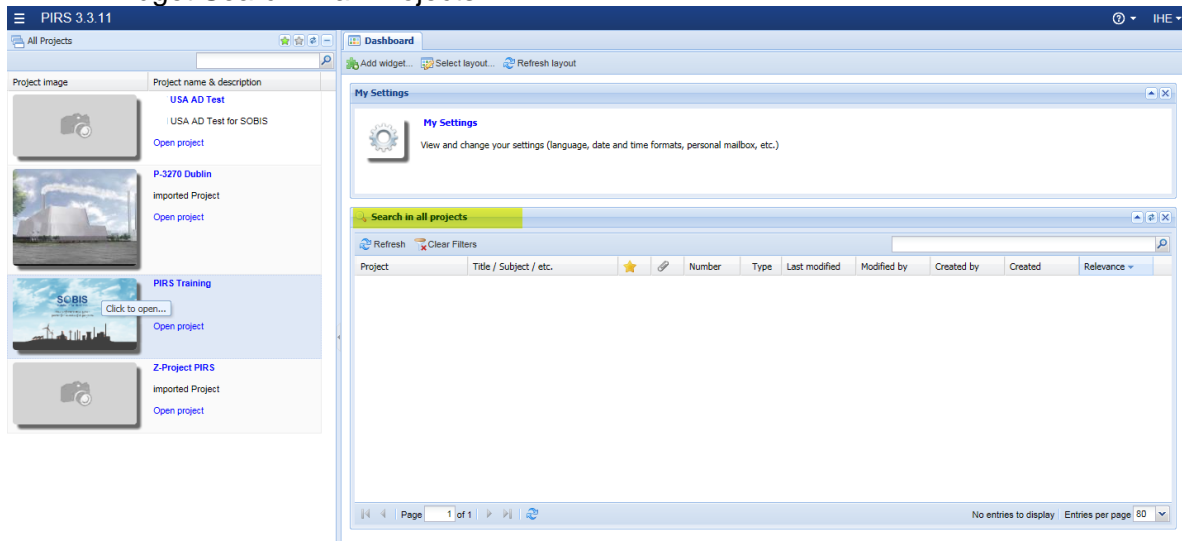 PIRS 3.3.11
IHE
All Projects
Dashboard
Add widget... Select layout... Refresh layout
Project image Project name & description
USA AD Test
USA AD Test for SOBIS
Open project
P-3270 Dublin
imported Project
Open project
PIRS Training
SOBIS
Click to open...
Open project
Z-Project PIRS
imported Project
Open project
My Settings
My Settings
View and change your settings (language, date and time formats, personal mailbox, etc.)
Search in all projects
Refresh Clear Filters
Project Title / Subject / etc. Number Type Last modified Modified by Created by Created Relevance
Page 1 of 1 No entries to display Entries per page 80